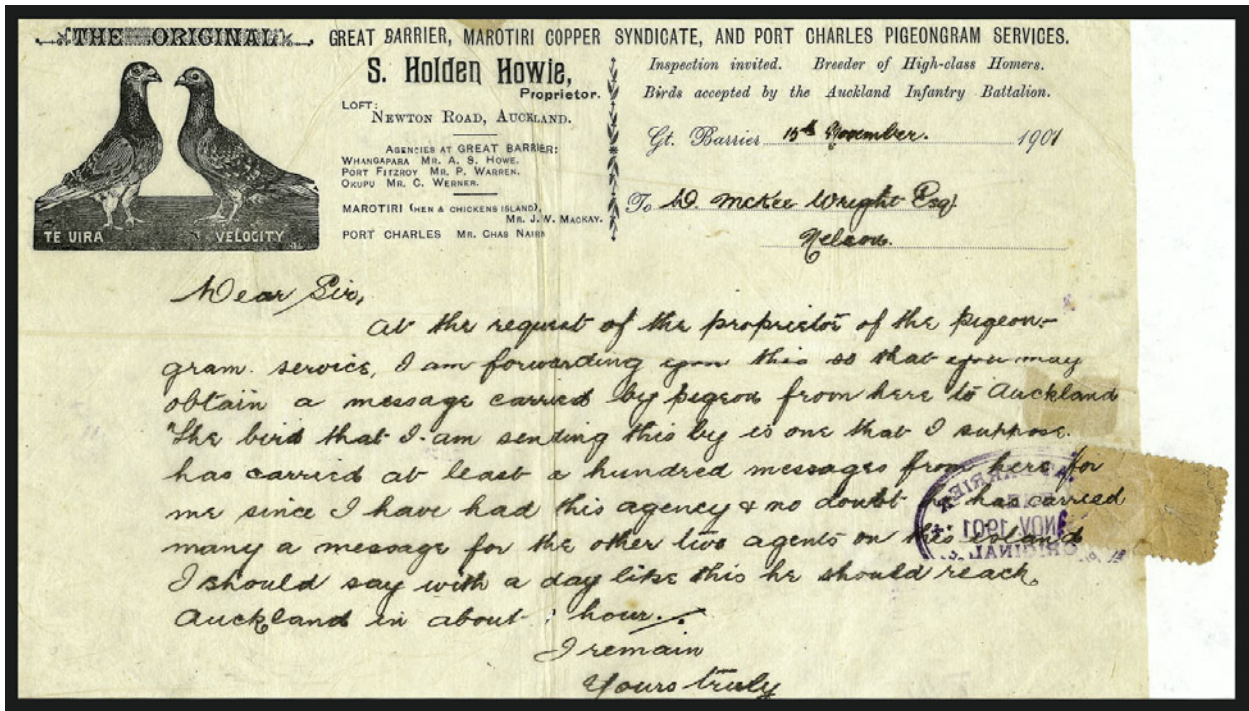 THE ORIGINAL
GREAT BARRIER, MAROTIRI COPPER SYNDICATE, AND PORT CHARLES PIGEONGRAM SERVICES.
S. Holden Howie,
Proprietor.
LOFT:
NEWTON ROAD, AUCKLAND.
AGENCIES AT GREAT BARRIER:
WHANGAPARA MR. A. S. HOWE.
PORT FITZROY MR. P. WARREN.
OKUPU MR. C. WERNER.
MAROTIRI (HEN & CHICKENS ISLAND),
MR. J. W. MACKAY.
PORT CHARLES MR. CHAS NAIRN
TE UIRA VELOCITY
Inspection invited. Breeder of High-class Homers.
Birds accepted by the Auckland Infantry Battalion.
Gt. Barrier 15th November. 1901
To D. McKee Wright Esq
Nelson.
Dear Sir,
At the request of the proprietor of the pigeon-
gram service, I am forwarding you this so that you may
obtain a message carried by pigeon from here to Auckland
The bird that I am sending this by is one that I suppose
has carried at least a hundred messages from here for
me since I have had this agency & no doubt has carried
many a message for the other two agents on this island
I should say with a day like this he should reach
Auckland in about hour.
I remain
Yours truly
BARRIER
NOV. 1901
ORIGINAL